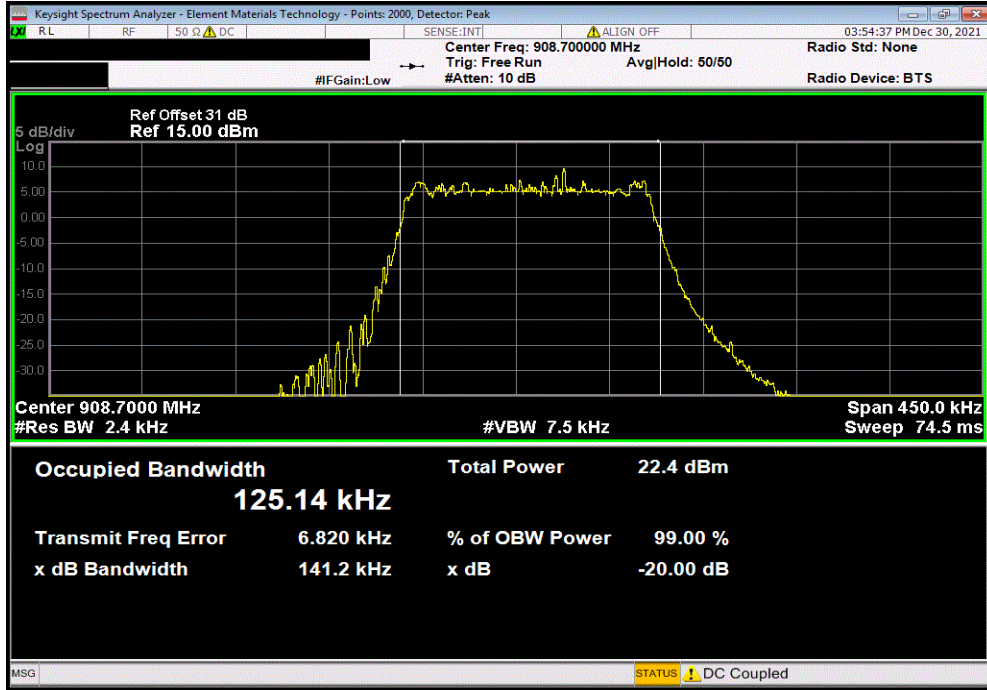 Keysight Spectrum Analyzer - Element Materials Technology - Points: 2000, Detector: Peak
LXI RL RF 50 Ω DC SENSE:INT ALIGN OFF 03:54:37 PM Dec 30, 2021
Center Freq: 908.700000 MHz Radio Std: None
Trig: Free Run Avg|Hold: 50/50
#IFGain:Low #Atten: 10 dB Radio Device: BTS
Ref Offset 31 dB
5 dB/div Ref 15.00 dBm
Log
10.0
5.00
0.00
-5.00
-10.0
-15.0
-20.0
-25.0
-30.0
Center 908.7000 MHz Span 450.0 kHz
#Res BW 2.4 kHz #VBW 7.5 kHz Sweep 74.5 ms
Occupied Bandwidth Total Power 22.4 dBm
125.14 kHz
Transmit Freq Error 6.820 kHz % of OBW Power 99.00 %
x dB Bandwidth 141.2 kHz x dB -20.00 dB
MSG STATUS DC Coupled